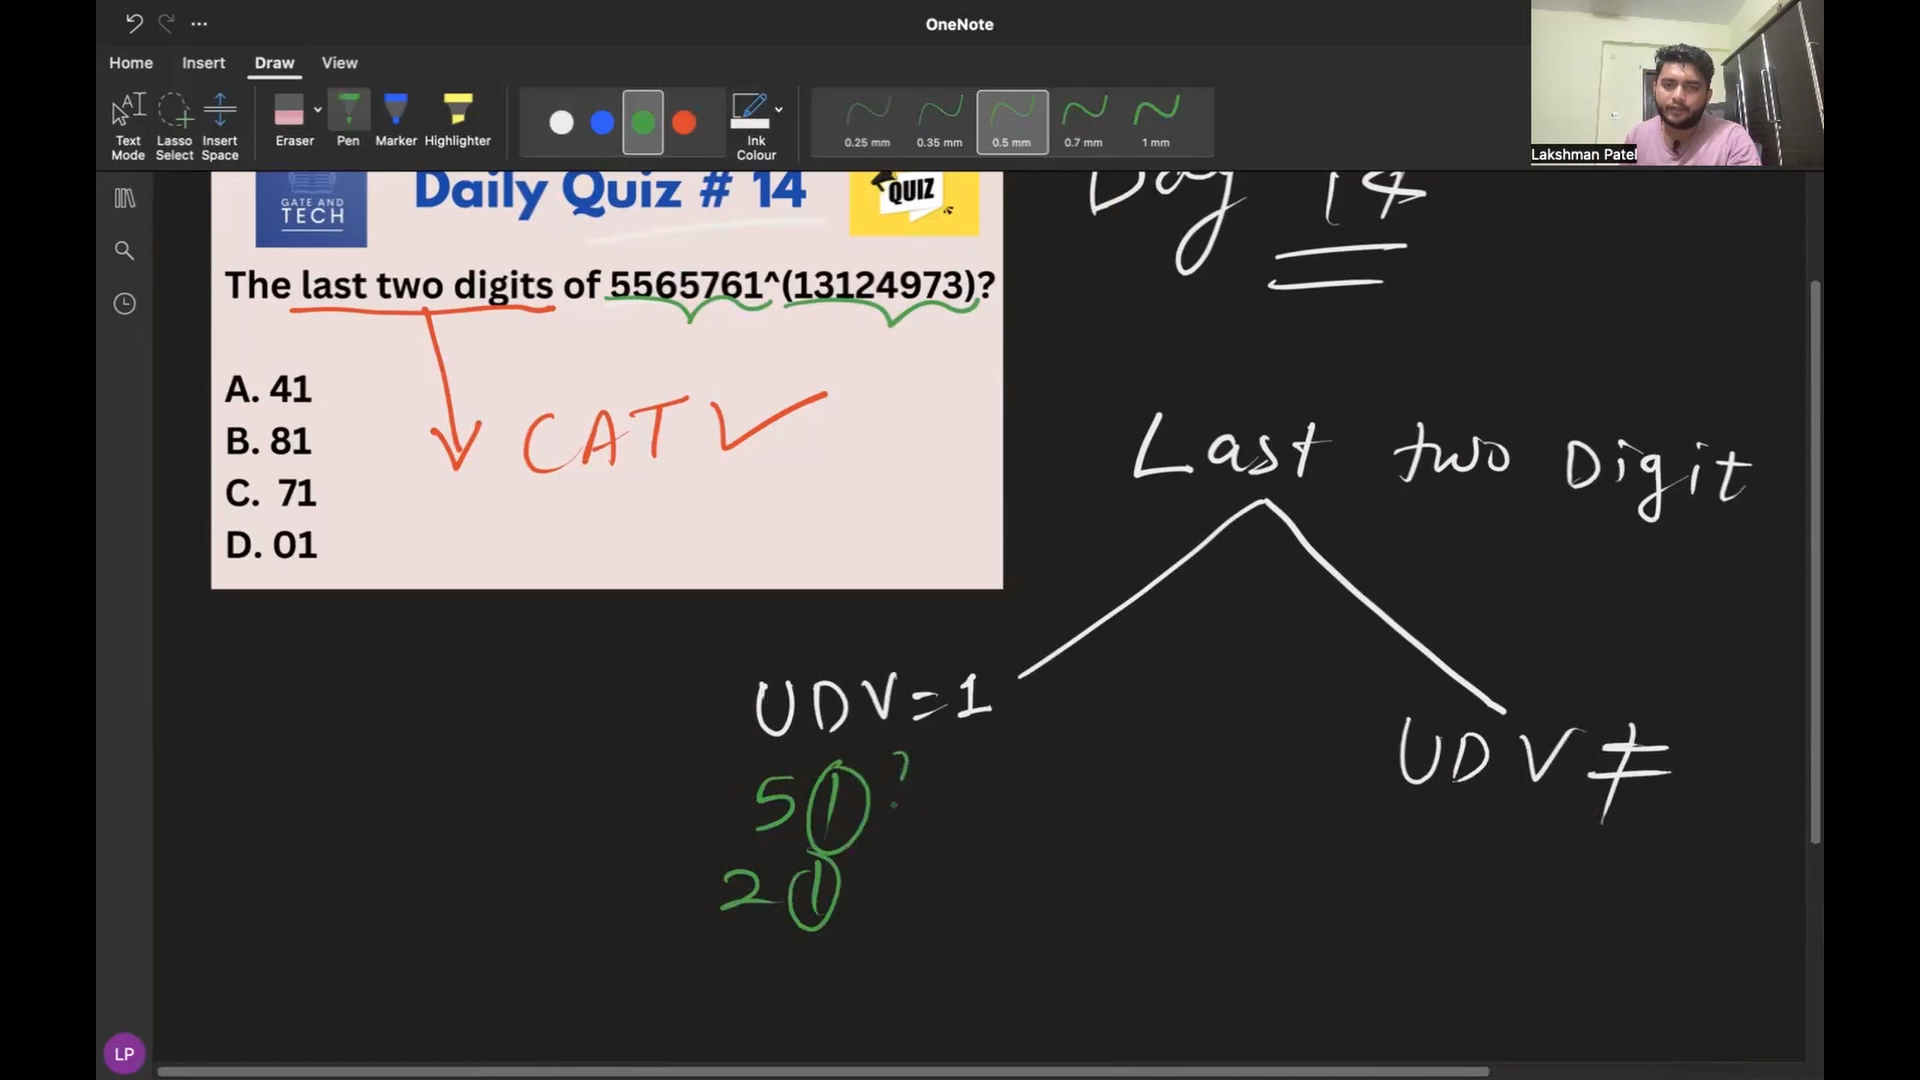 OneNote
Home Insert Draw View
Text Mode
Lasso Select
Insert Space
Eraser
Pen
Marker
Highlighter
Ink Colour
0.25 mm
0.35 mm
0.5 mm
0.7 mm
1 mm
Lakshman Patel
GATE AND TECH
Daily Quiz # 14
QUIZ
Day 14
The last two digits of 5565761^(13124973)?
A. 41
B. 81
C. 71
D. 01
CAT
Last two Digit
UDV=1
UDV ≠
51 ?
21
LP